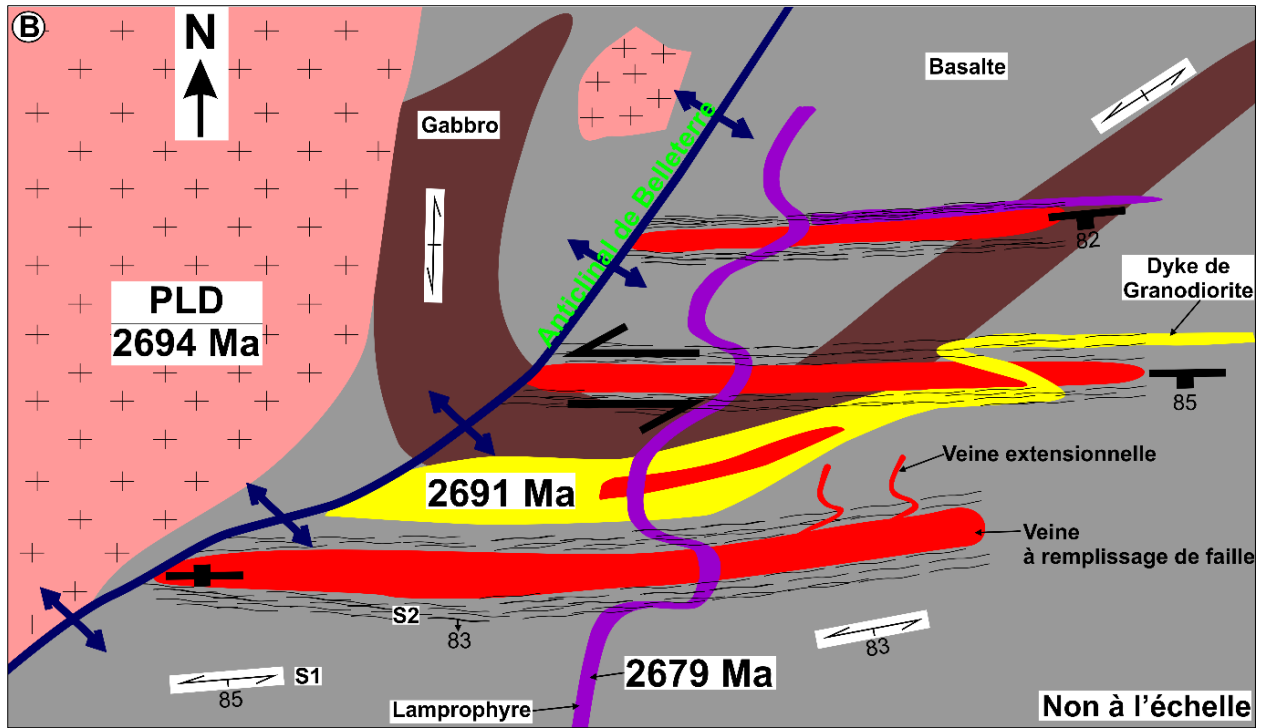 B
N
Basalte
Gabbro
Anticlinal de Belleterre
82
Dyke de
Granodiorite
PLD
2694 Ma
85
Veine extensionnelle
2691 Ma
Veine
à remplissage de faille
S2
83
83
S1
85
2679 Ma
Lamprophyre
Non à l'échelle